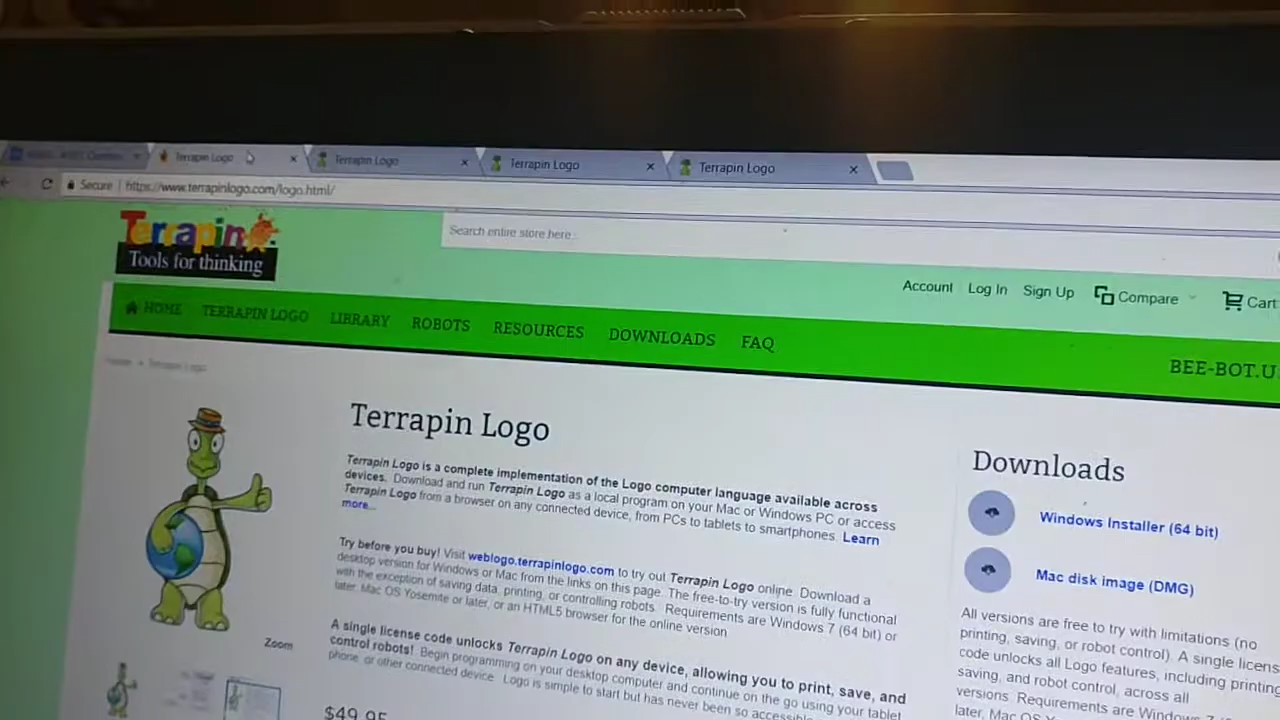 Terrapin Logo
Terrapin Logo
Terrapin Logo
Terrapin Logo
Secure | https://www.terrapinlogo.com/logo.html/
Terrapin
Tools for thinking
Search entire store here...
Account Log In Sign Up Compare Cart
HOME TERRAPIN LOGO LIBRARY ROBOTS RESOURCES DOWNLOADS FAQ BEE-BOT.U
Home Terrapin Logo
Terrapin Logo
Terrapin Logo is a complete implementation of the Logo computer language available across
devices. Download and run Terrapin Logo as a local program on your Mac or Windows PC or access
Terrapin Logo from a browser on any connected device, from PCs to tablets to smartphones. Learn
more...
Try before you buy! Visit weblogo.terrapinlogo.com to try out Terrapin Logo online. Download a
desktop version for Windows or Mac from the links on this page. The free-to-try version is fully functional
with the exception of saving data, printing, or controlling robots. Requirements are Windows 7 (64 bit) or
later, Mac OS Yosemite or later, or an HTML5 browser for the online version.
A single license code unlocks Terrapin Logo on any device, allowing you to print, save, and
control robots! Begin programming on your desktop computer and continue on the go using your tablet,
phone, or other connected device. Logo is simple to start but has never been so accessible
$49.95
Zoom
Downloads
Windows Installer (64 bit)
Mac disk image (DMG)
All versions are free to try with limitations (no
printing, saving, or robot control). A single license
code unlocks all Logo features, including printing,
saving, and robot control, across all
versions. Requirements are Windows 7
later, Mac OS